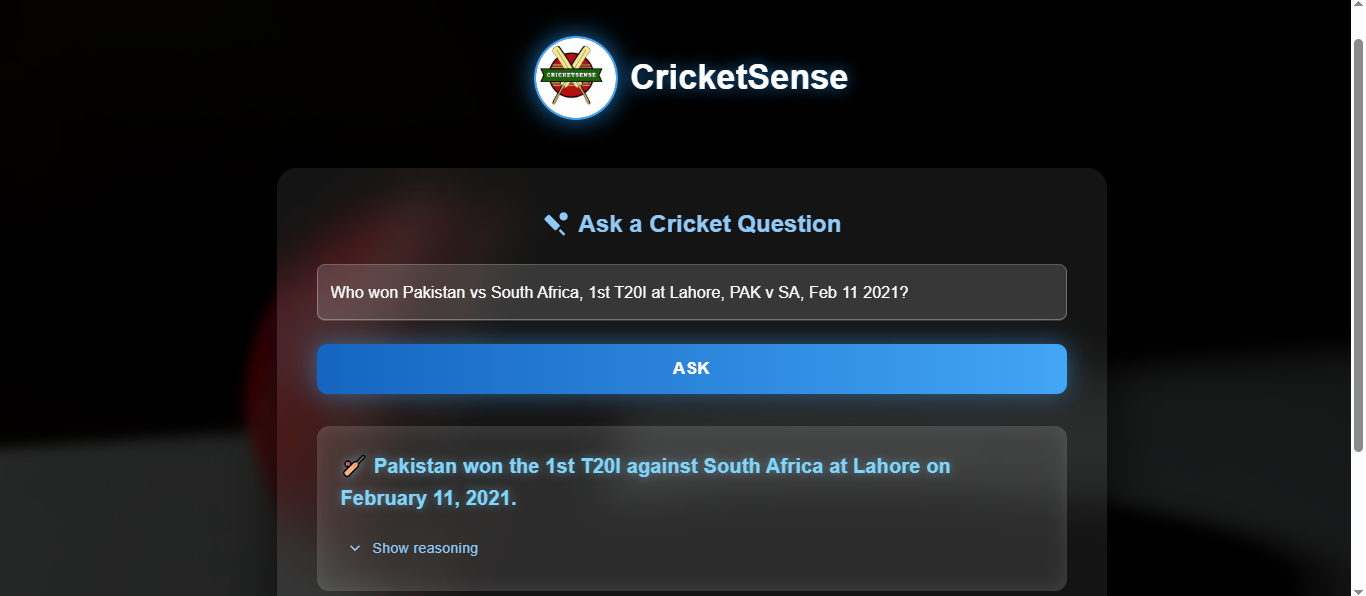 CRICKETSENSE
CricketSense
Ask a Cricket Question
Who won Pakistan vs South Africa, 1st T20I at Lahore, PAK v SA, Feb 11 2021?
ASK
Pakistan won the 1st T20I against South Africa at Lahore on
February 11, 2021.
Show reasoning